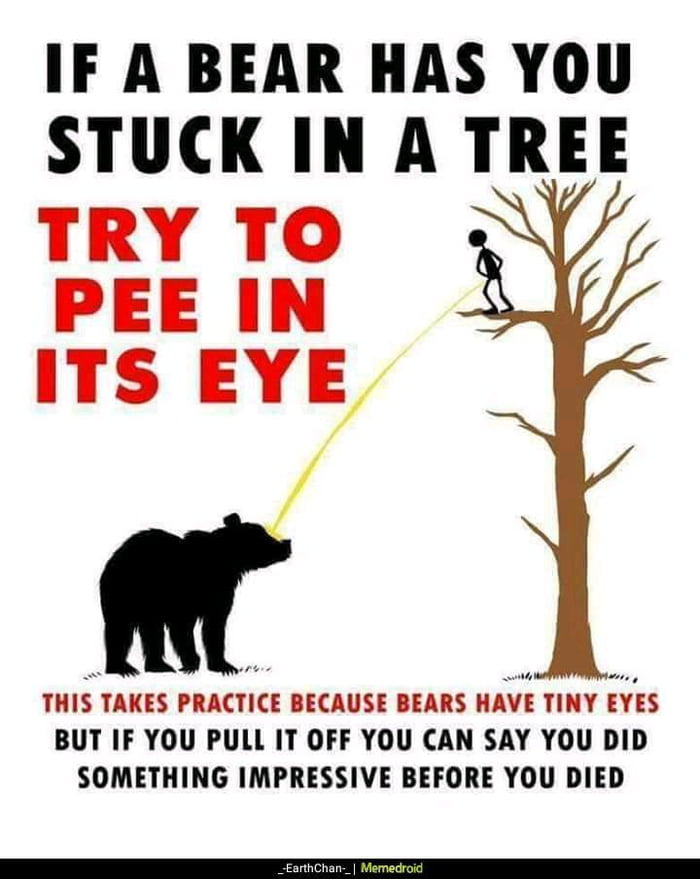 IF A BEAR HAS YOU
STUCK IN A TREE
TRY TO
PEE IN
ITS EYE
THIS TAKES PRACTICE BECAUSE BEARS HAVE TINY EYES
BUT IF YOU PULL IT OFF YOU CAN SAY YOU DID
SOMETHING IMPRESSIVE BEFORE YOU DIED
_-EarthChan-_ | Memedroid